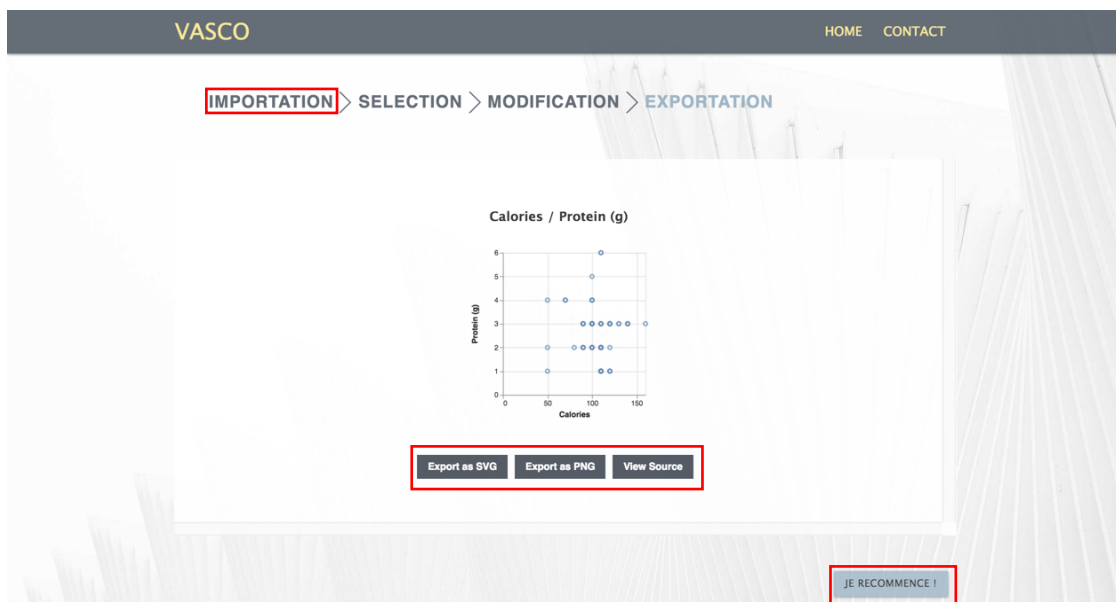 VASCO HOME CONTACT
IMPORTATION SELECTION MODIFICATION EXPORTATION
Calories / Protein (g)
6
5
4
3
2
1
0
Protein (g)
0 50 100 150
Calories
Export as SVG Export as PNG View Source
JE RECOMMENCE !